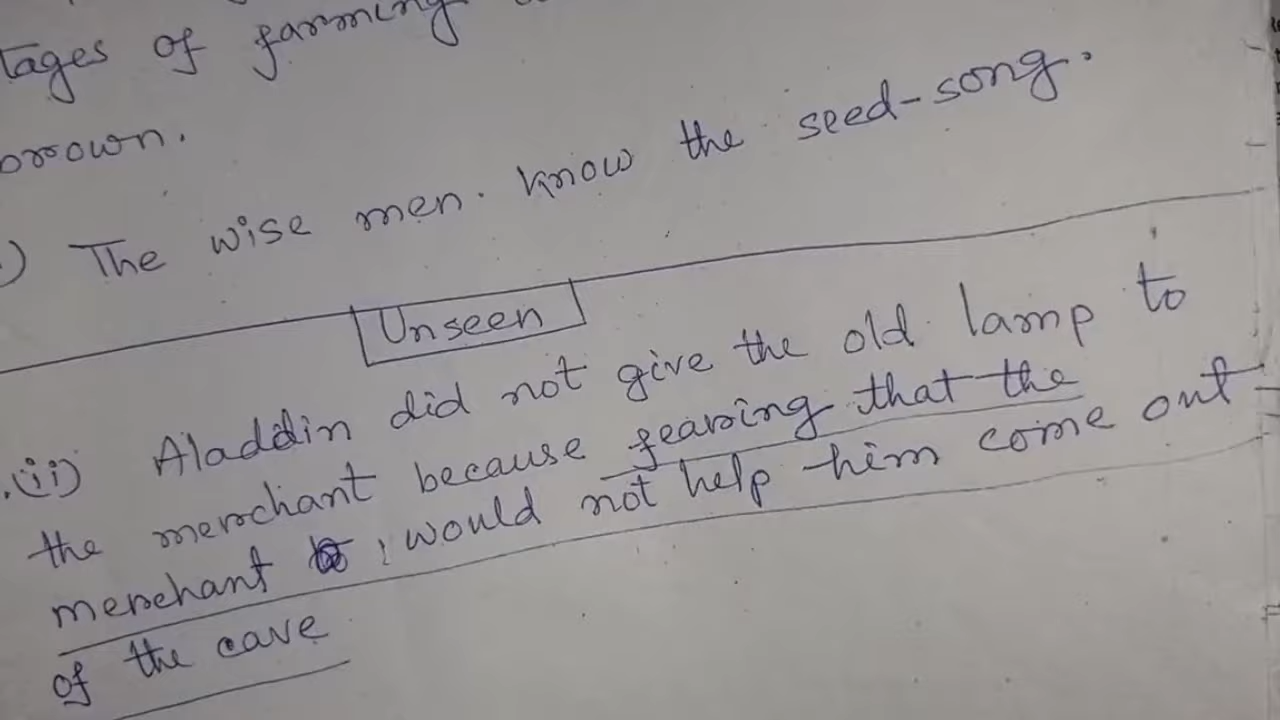 tages of farming
brown.
) The wise men. know the seed-song.
Unseen
.(ii) Aladdin did not give the old lamp to
the merchant because fearing that the
merchant would not help him come out
of the cave